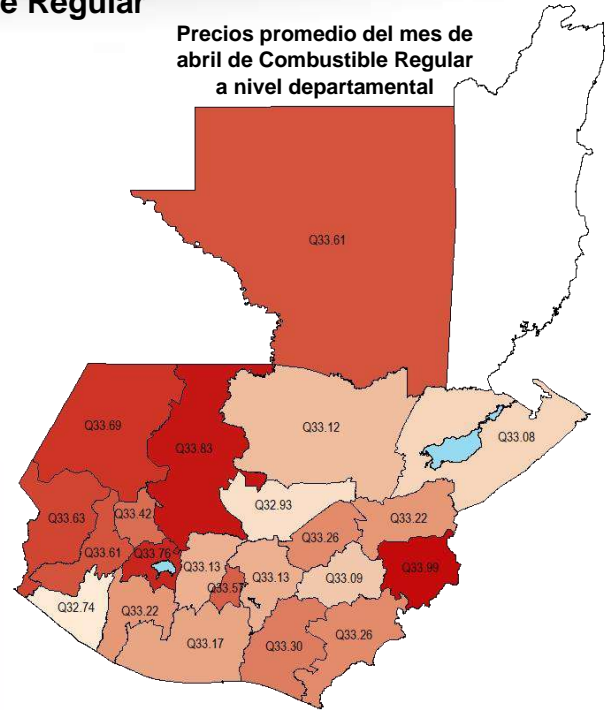 e Regular
Precios promedio del mes de
abril de Combustible Regular
a nivel departamental
Q33.61
Q33.69
Q33.83
Q33.12
Q33.08
Q32.93
Q33.63
Q33.42
Q33.22
Q33.26
Q33.61
Q33.76
Q33.13
Q33.13
Q33.09
Q33.99
Q33.57
Q32.74
Q33.22
Q33.17
Q33.30
Q33.26